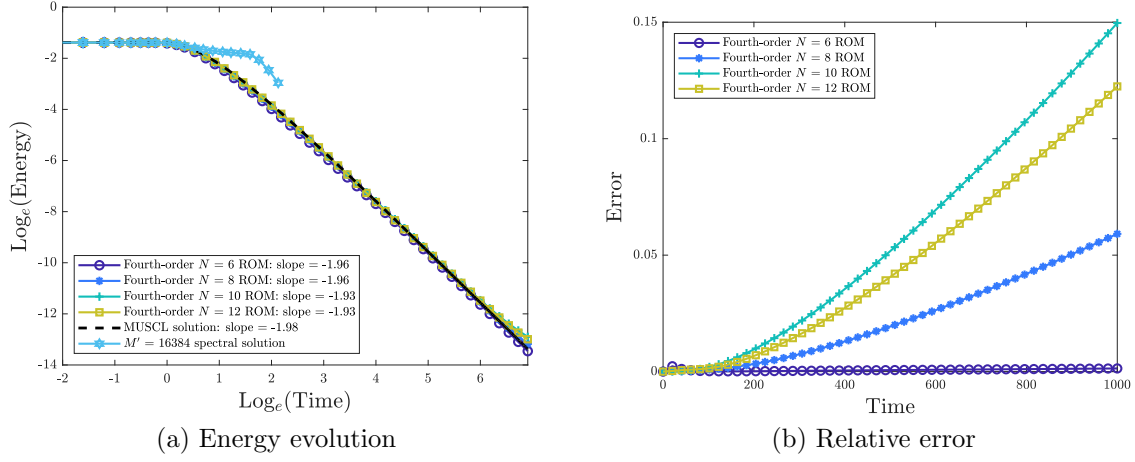 0
-2
-4
-6
-8
-10
-12
-14
-2
-1
0
1
2
3
4
5
6
Log_e(Energy)
Log_e(Time)
Fourth-order N = 6 ROM: slope = -1.96
Fourth-order N = 8 ROM: slope = -1.96
Fourth-order N = 10 ROM: slope = -1.93
Fourth-order N = 12 ROM: slope = -1.93
MUSCL solution: slope = -1.98
M′ = 16384 spectral solution
(a) Energy evolution
0.15
0.1
0.05
0
0
200
400
600
800
1000
Error
Time
Fourth-order N = 6 ROM
Fourth-order N = 8 ROM
Fourth-order N = 10 ROM
Fourth-order N = 12 ROM
(b) Relative error